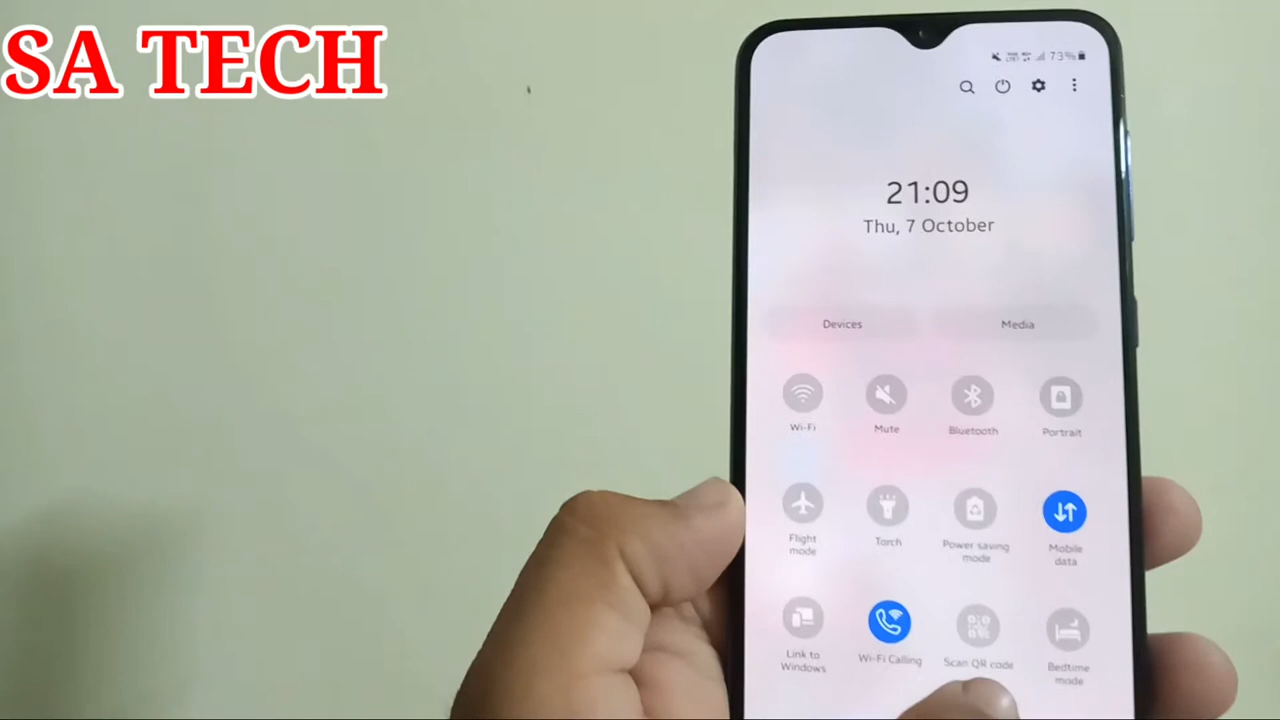 SA TECH
73%
21:09
Thu, 7 October
Devices
Media
Wi-Fi
Mute
Bluetooth
Portrait
Flight
mode
Torch
Power saving
mode
Mobile
data
Link to
Windows
Wi-Fi Calling
Scan QR code
Bedtime
mode